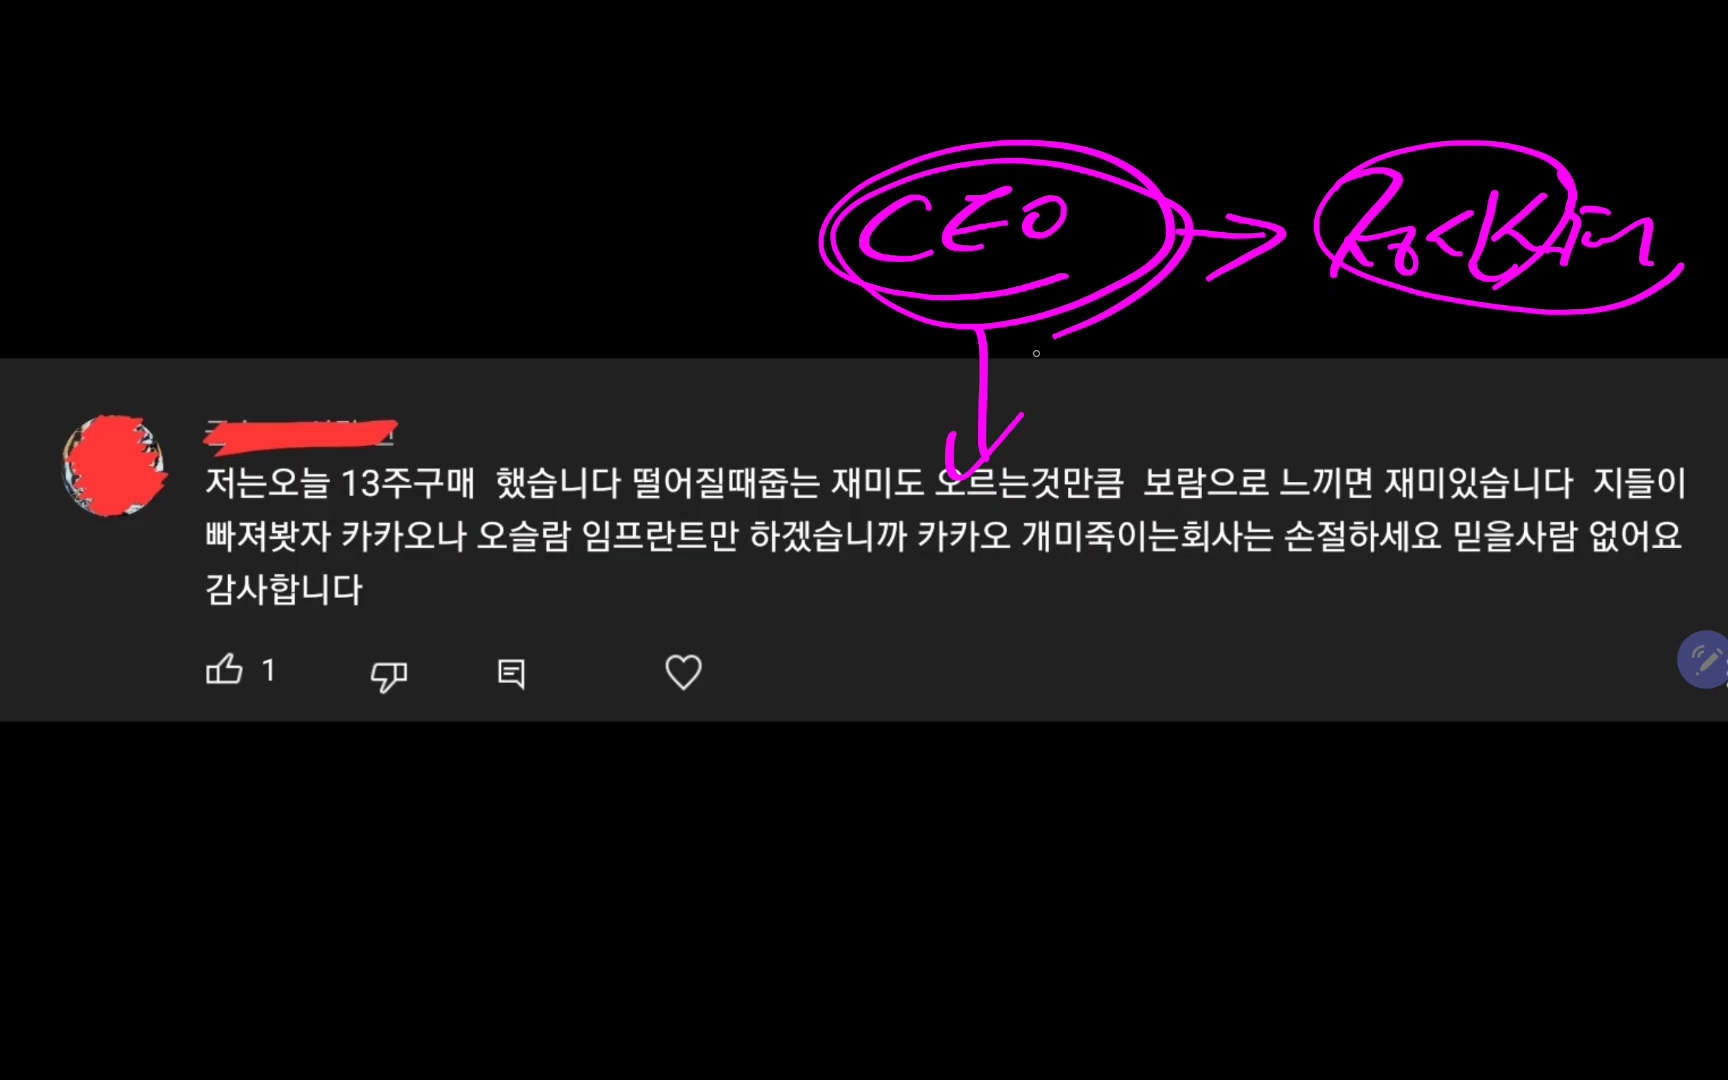 CEO
저는오늘 13주구매 했습니다 떨어질때줍는 재미도 오르는것만큼 보람으로 느끼면 재미있습니다 지들이
빠져봣자 카카오나 오슬람 임프란트만 하겠습니까 카카오 개미죽이는회사는 손절하세요 믿을사람 없어요
감사합니다
1